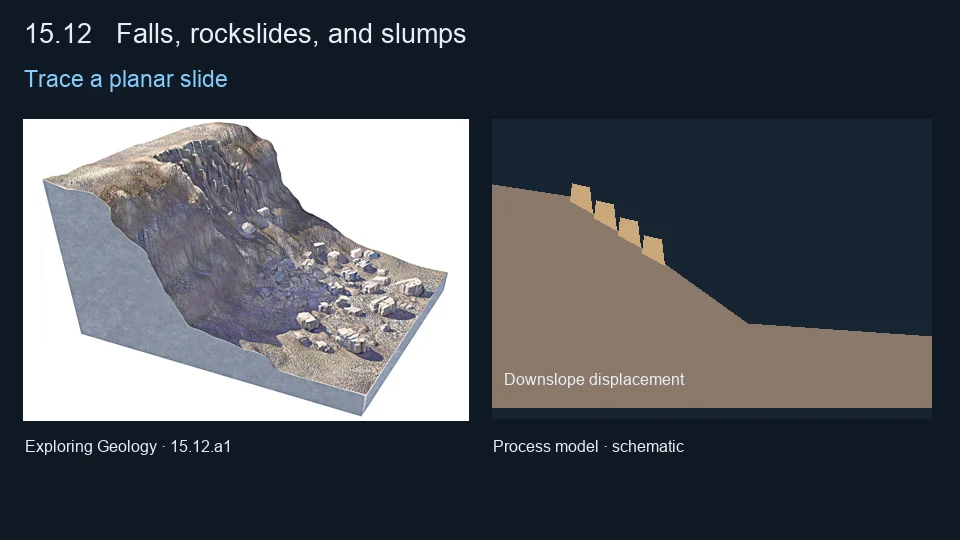 15.12 Falls, rockslides, and slumps
Trace a planar slide
Downslope displacement
Exploring Geology · 15.12.a1
Process model · schematic